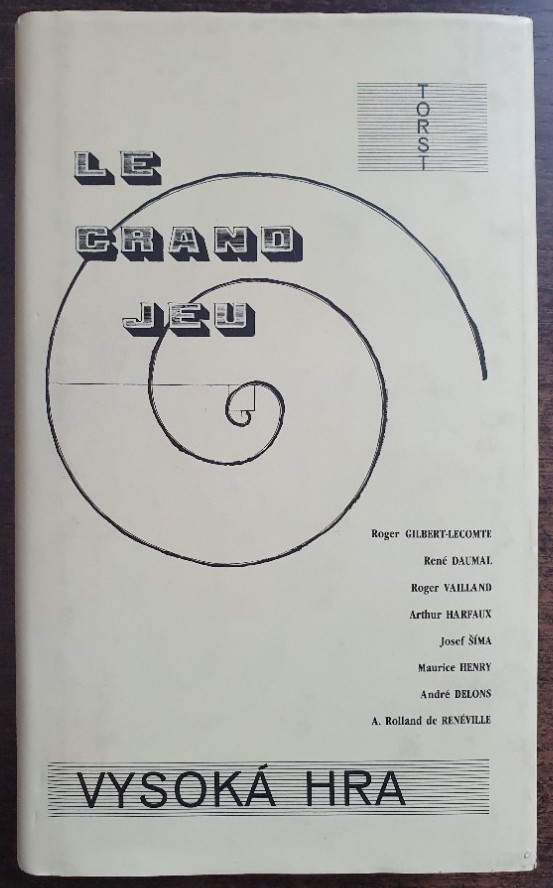 TORST
LE
GRAND
JEU
Roger GILBERT-LECOMTE
René DAUMAL
Roger VAILLAND
Arthur HARFAUX
Josef ŠÍMA
Maurice HENRY
André DELONS
A. Rolland de RENÉVILLE
VYSOKÁ HRA